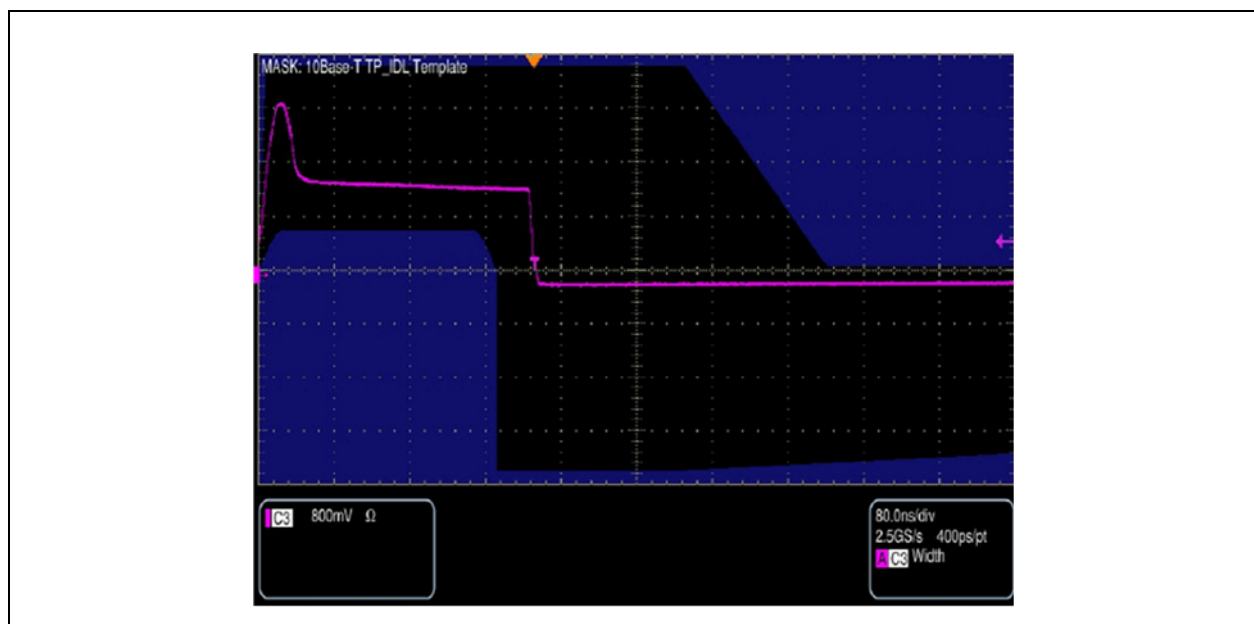 MASK: 10Base-T TP_IDL Template
C3 800mV Ω
80.0ns/div
2.5GS/s 400ps/pt
A C3 Width